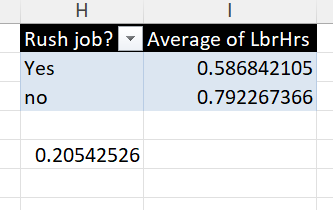 H I
Rush job? Average of LbrHrs
Yes 0.586842105
no 0.792267366
0.20542526